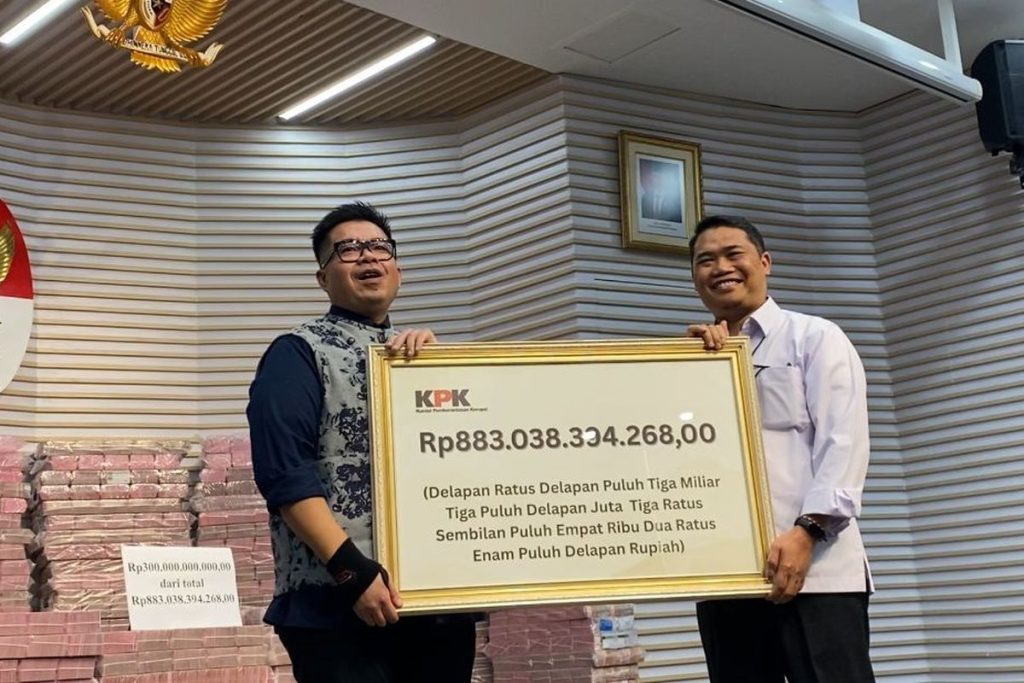 KPK
Komisi Pemberantasan Korupsi
Rp883.038.394.268,00
(Delapan Ratus Delapan Puluh Tiga Miliar
Tiga Puluh Delapan Juta Tiga Ratus
Sembilan Puluh Empat Ribu Dua Ratus
Enam Puluh Delapan Rupiah)
Rp300.000.000.000,00
dari total
Rp883.038.394.268,00